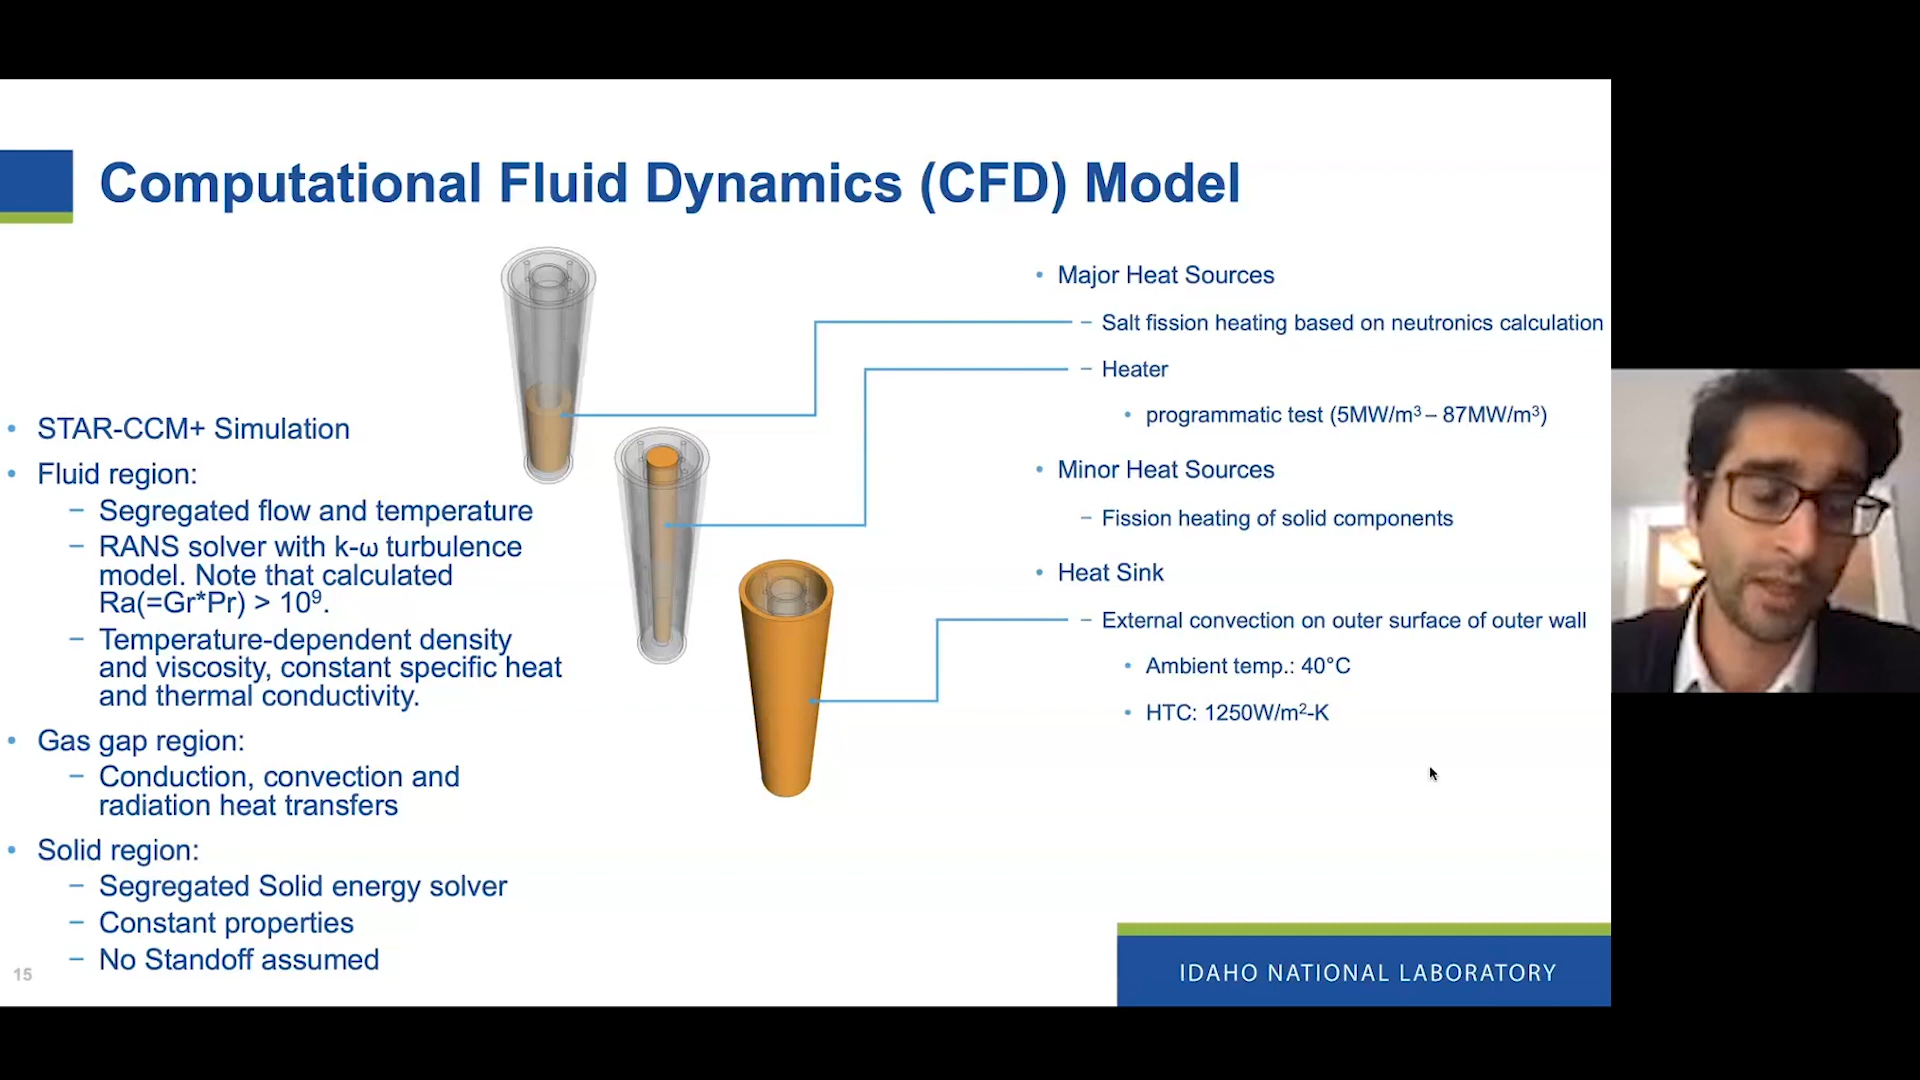 Computational Fluid Dynamics (CFD) Model
• STAR-CCM+ Simulation
• Fluid region:
– Segregated flow and temperature
– RANS solver with k-ω turbulence
model. Note that calculated
Ra(=Gr*Pr) > 10⁹.
– Temperature-dependent density
and viscosity, constant specific heat
and thermal conductivity.
• Gas gap region:
– Conduction, convection and
radiation heat transfers
• Solid region:
– Segregated Solid energy solver
– Constant properties
– No Standoff assumed
• Major Heat Sources
– Salt fission heating based on neutronics calculation
– Heater
• programmatic test (5MW/m³ – 87MW/m³)
• Minor Heat Sources
– Fission heating of solid components
• Heat Sink
– External convection on outer surface of outer wall
• Ambient temp.: 40°C
• HTC: 1250W/m²-K
15
IDAHO NATIONAL LABORATORY